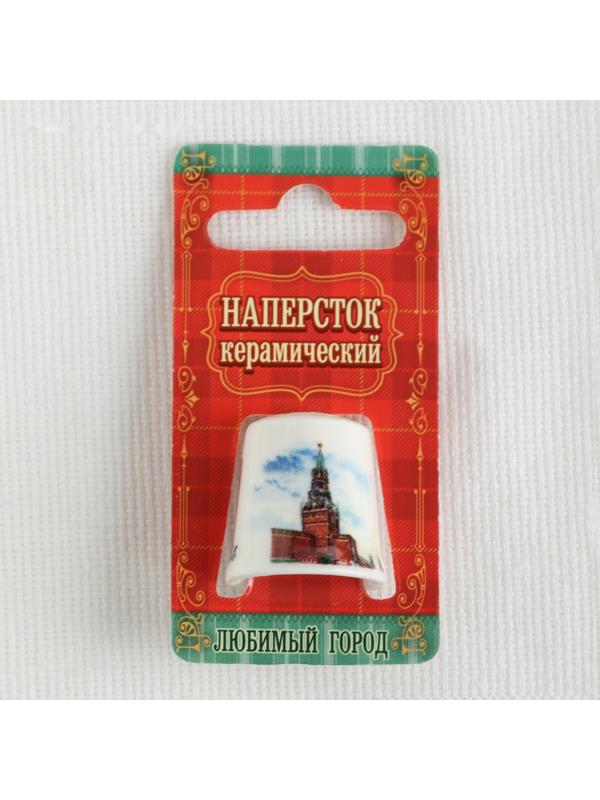 НАПЕРСТОК
керамический
ЛЮБИМЫЙ ГОРОД